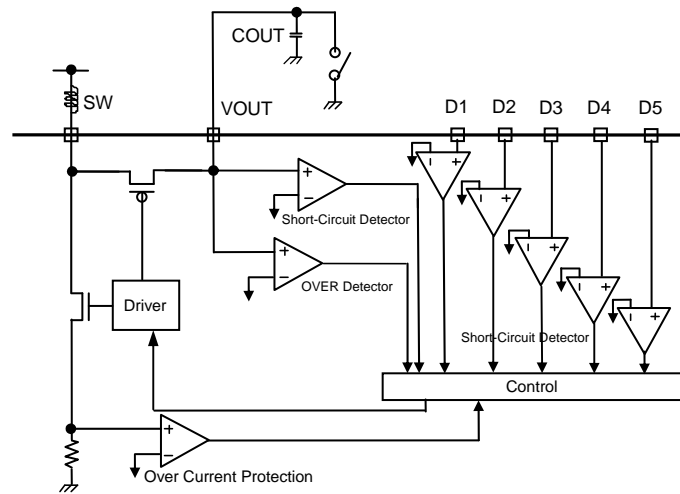 COUT
SW
VOUT
D1 D2 D3 D4 D5
+
−
Short-Circuit Detector
+
−
OVER Detector
− +
− +
− +
− +
− +
Driver
Short-Circuit Detector
Control
+
−
Over Current Protection